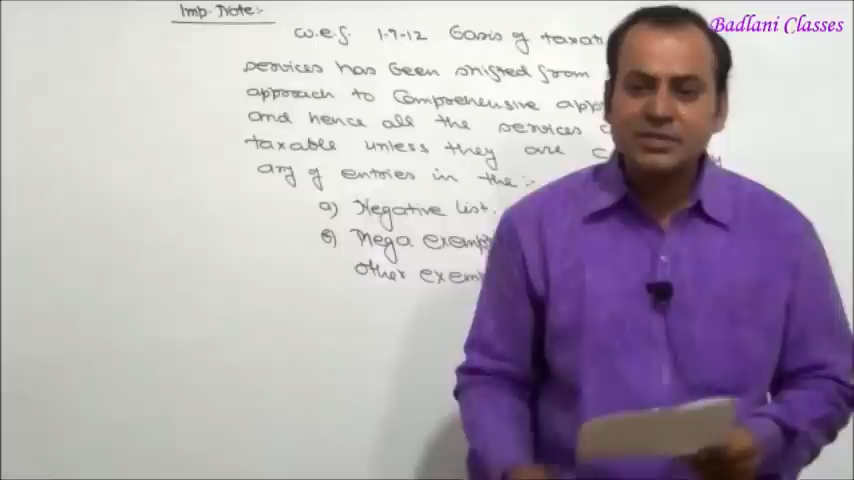 Imp. Note:-
Badlani Classes
w.e.f. 1-7-12 Basis of taxati
services has been shifted from
approach to Comprehensive app
and hence all the services
taxable unless they are
any of entries in the:-
a) Negative list.
b) Mega exemp
other exem